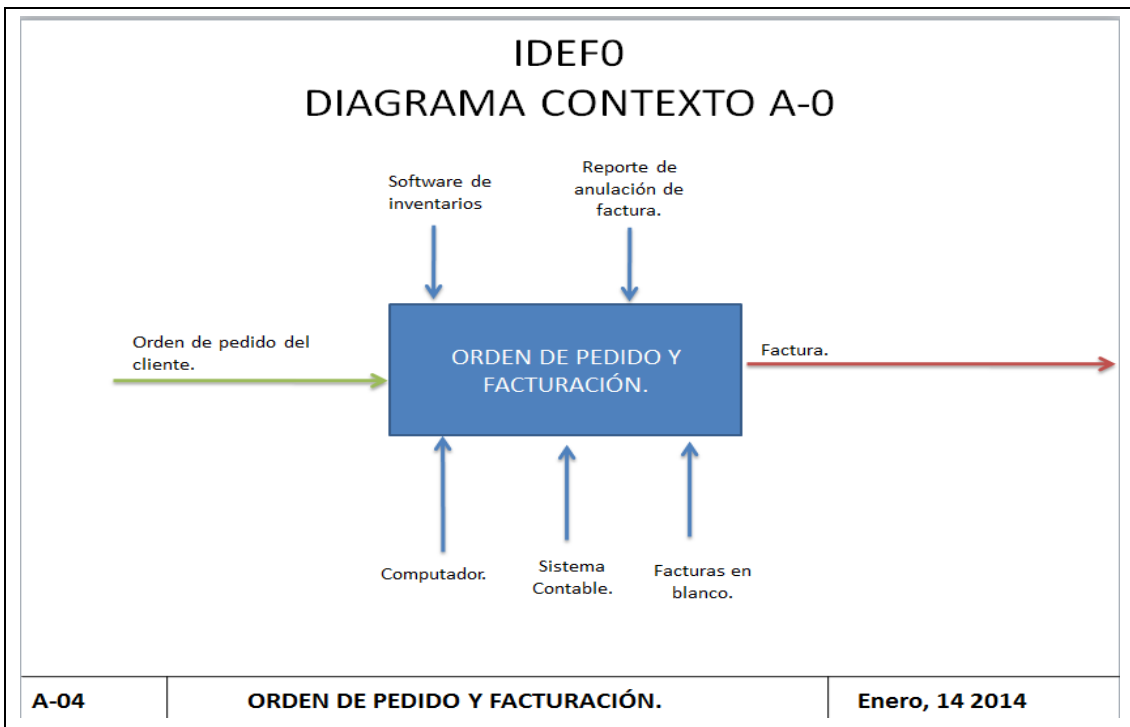 IDEF0
DIAGRAMA CONTEXTO A-0
Software de
inventarios
Reporte de
anulación de
factura.
Orden de pedido del
cliente.
ORDEN DE PEDIDO Y
FACTURACIÓN.
Factura.
Computador.
Sistema
Contable.
Facturas en
blanco.
A-04
ORDEN DE PEDIDO Y FACTURACIÓN.
Enero, 14 2014